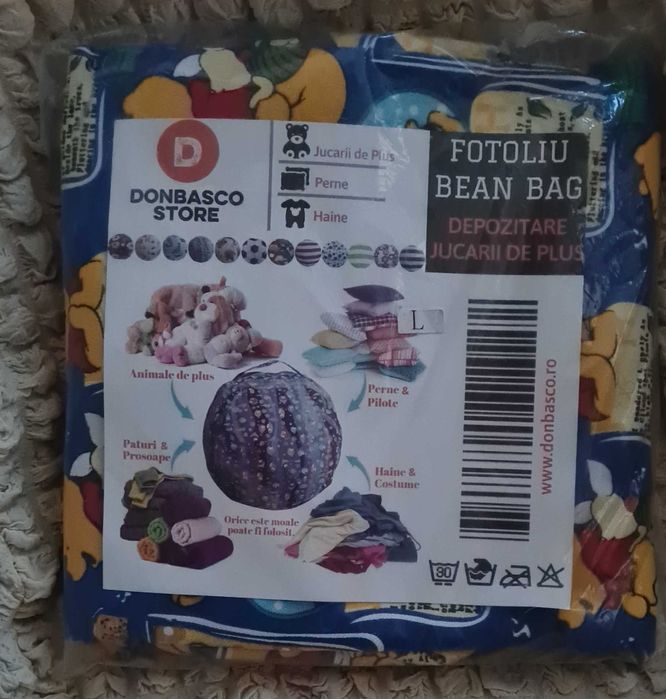 D
DONBASCO
STORE
Jucarii de Plus
Perne
Haine
FOTOLIU
BEAN BAG
DEPOZITARE
JUCARII DE PLUS
L
Animale de plus
Perne &
Pilote
Paturi &
Prosoape
Haine &
Costume
Orice este moale
poate fi folosit.
www.donbasco.ro
30